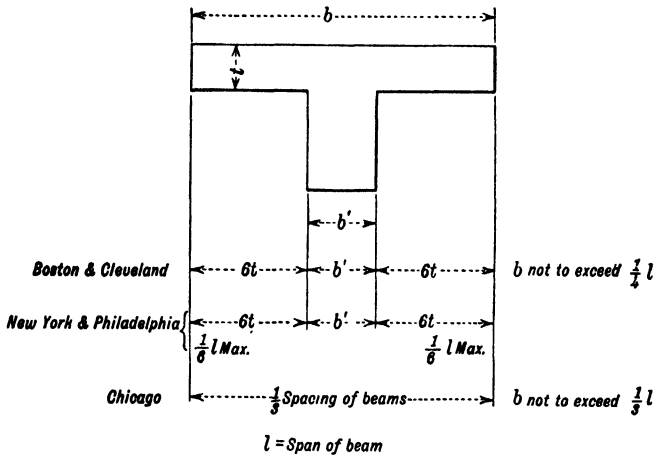 b
t
b'
Boston & Cleveland 6t b' 6t b not to exceed 1/4 l
New York & Philadelphia { 6t b' 6t
1/6 l Max. 1/6 l Max.
Chicago 1/3 Spacing of beams b not to exceed 1/3 l
l = Span of beam